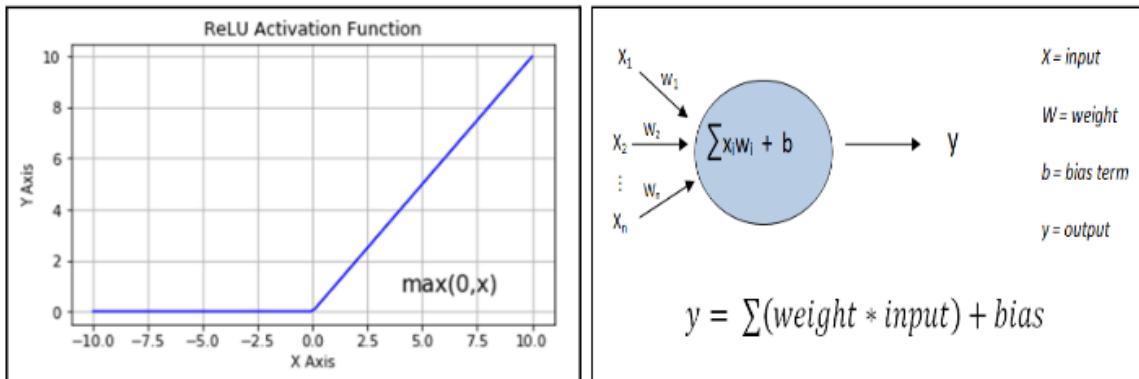 ReLU Activation Function
10
8
6
4
2
0
Y Axis
max(0,x)
−10.0 −7.5 −5.0 −2.5 0.0 2.5 5.0 7.5 10.0
X Axis
X₁
w₁
X₂
w₂
⋮
Xₙ
wₙ
∑xᵢwᵢ + b
y
X = input
W = weight
b = bias term
y = output
y = ∑(weight * input) + bias